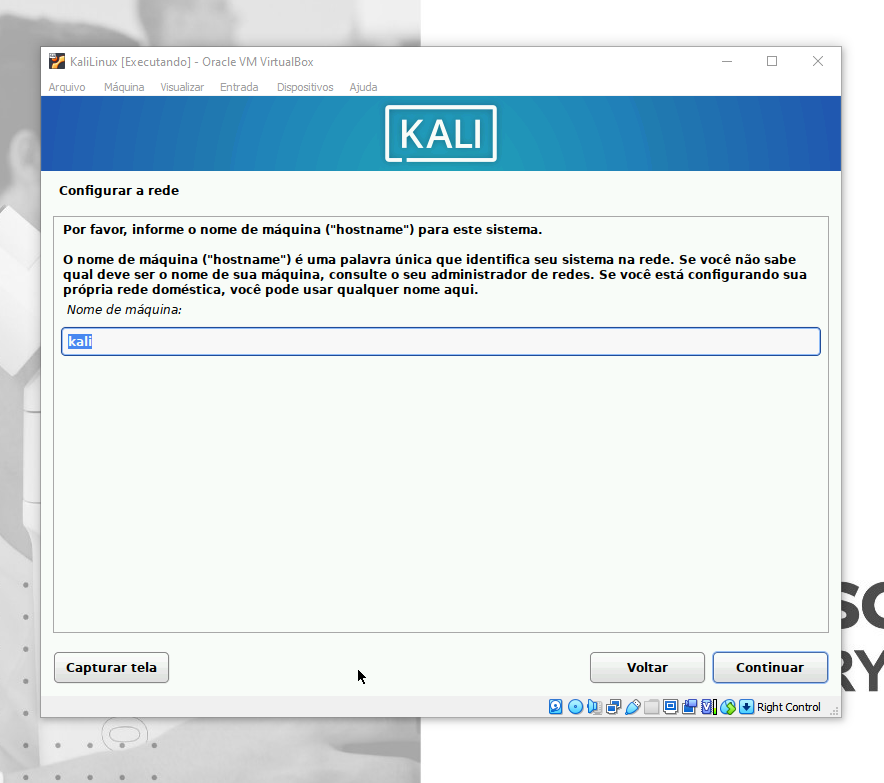 KaliLinux [Executando] - Oracle VM VirtualBox
Arquivo Máquina Visualizar Entrada Dispositivos Ajuda
KALI
Configurar a rede
Por favor, informe o nome de máquina ("hostname") para este sistema.
O nome de máquina ("hostname") é uma palavra única que identifica seu sistema na rede. Se você não sabe
qual deve ser o nome de sua máquina, consulte o seu administrador de redes. Se você está configurando sua
própria rede doméstica, você pode usar qualquer nome aqui.
Nome de máquina:
kali
Capturar tela Voltar Continuar
Right Control